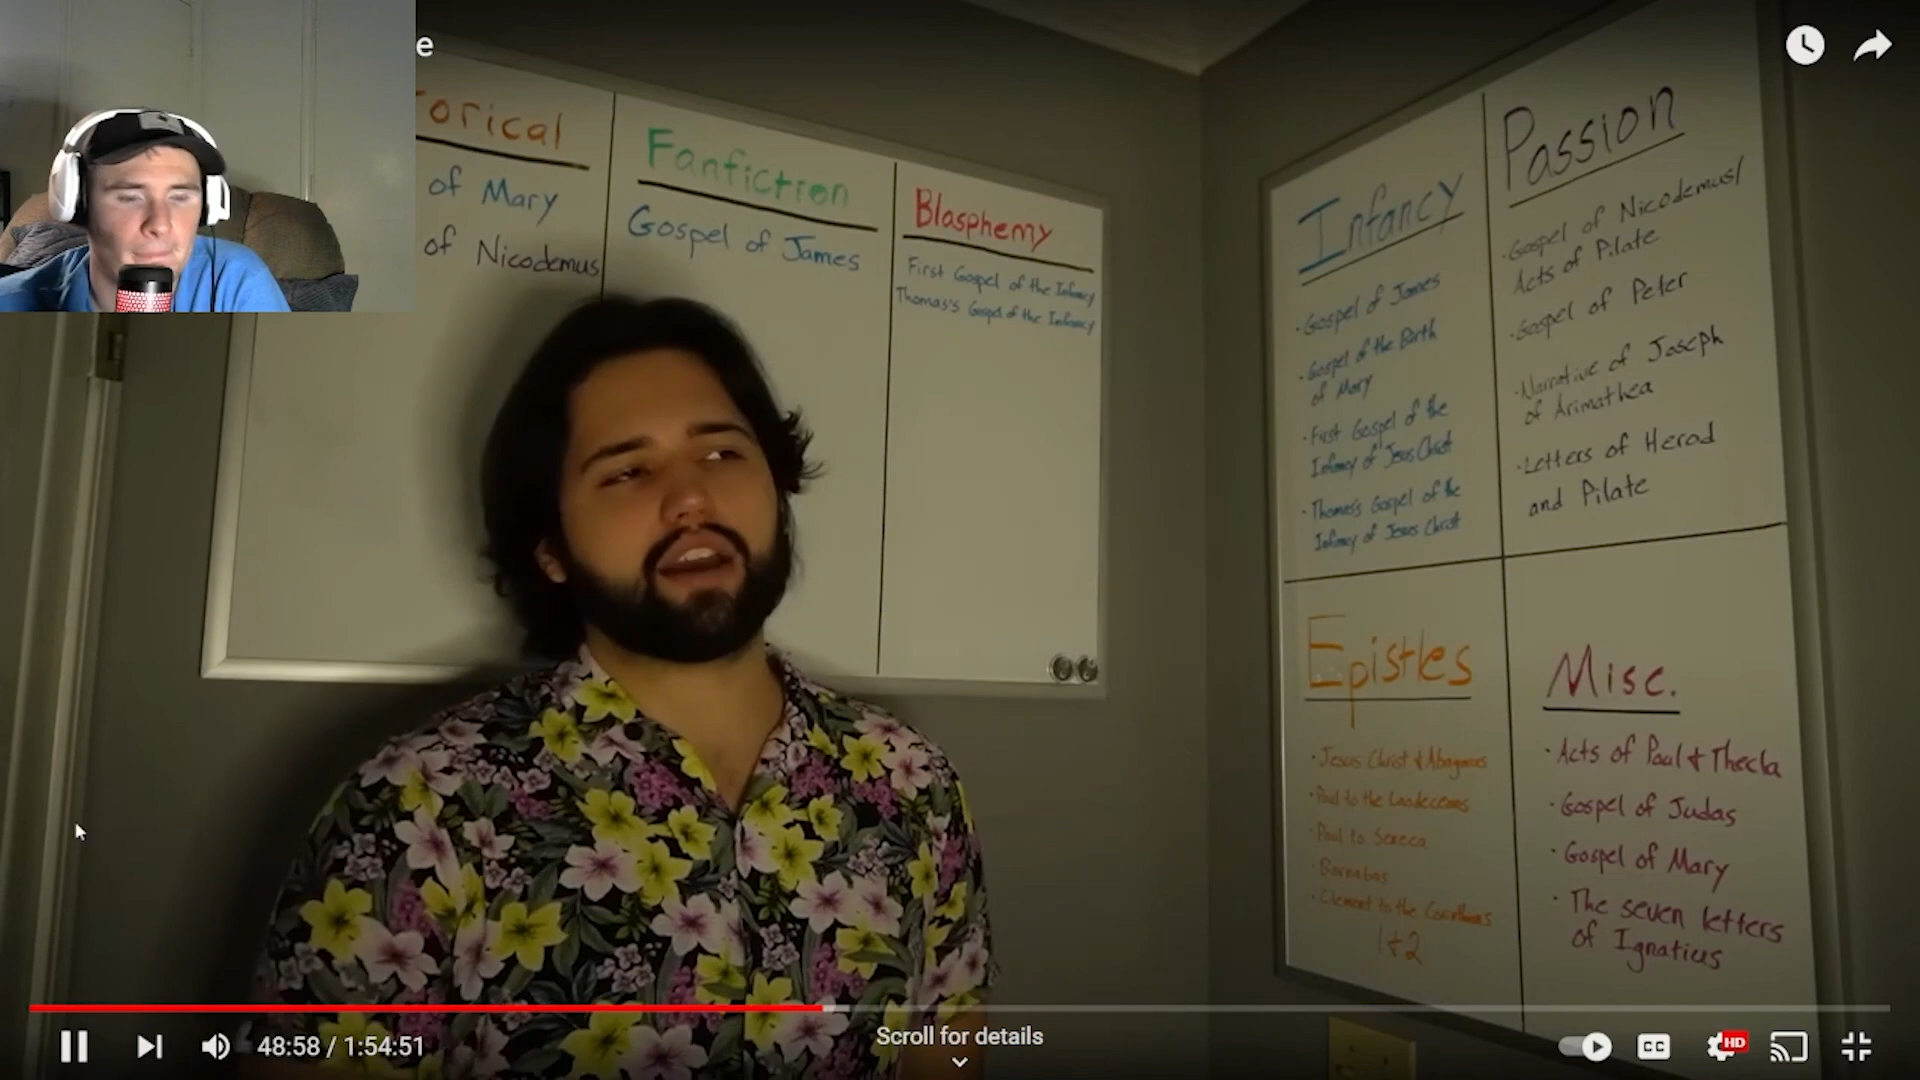 e
orical
of Mary
of Nicodemus
Fanfiction
Gospel of James
Blasphemy
First Gospel of the Infancy
Thomas's Gospel of the Infancy
Infancy
· Gospel of James
· Gospel of the Birth
of Mary
· First Gospel of the
Infancy of Jesus Christ
· Thomas's Gospel of the
Infancy of Jesus Christ
Passion
· Gospel of Nicodemus/
Acts of Pilate
· Gospel of Peter
· Narrative of Joseph
of Arimathea
· Letters of Herod
and Pilate
Epistles
· Jesus Christ & Abagarus
· Paul to the Laodeceans
· Paul to Seneca
· Barnabas
· Clement to the Corinthians
1 & 2
Misc.
· Acts of Paul & Thecla
· Gospel of Judas
· Gospel of Mary
· The seven letters
of Ignatius
48:58 / 1:54:51
Scroll for details
CC
HD